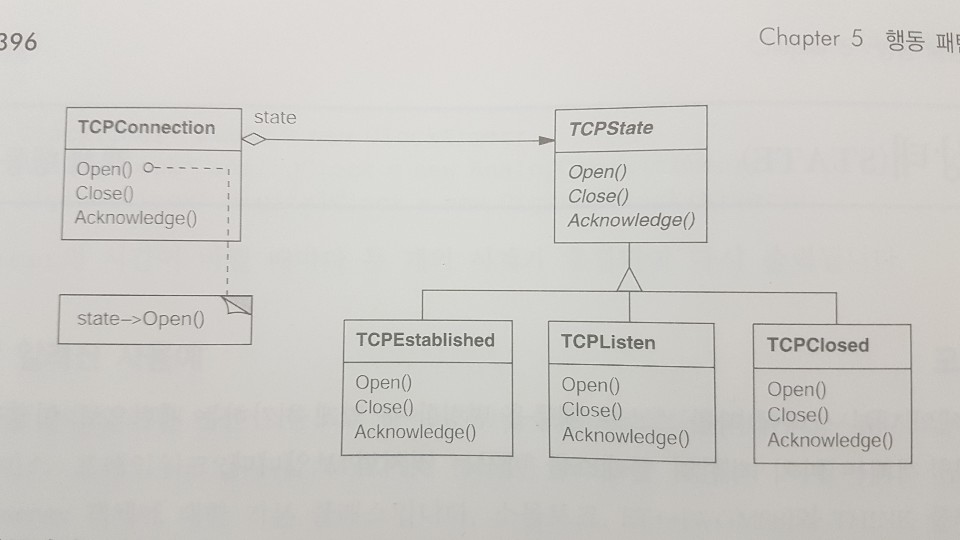 396
Chapter 5 행동 패턴
TCPConnection
Open()
Close()
Acknowledge()
state
TCPState
Open()
Close()
Acknowledge()
state->Open()
TCPEstablished
Open()
Close()
Acknowledge()
TCPListen
Open()
Close()
Acknowledge()
TCPClosed
Open()
Close()
Acknowledge()